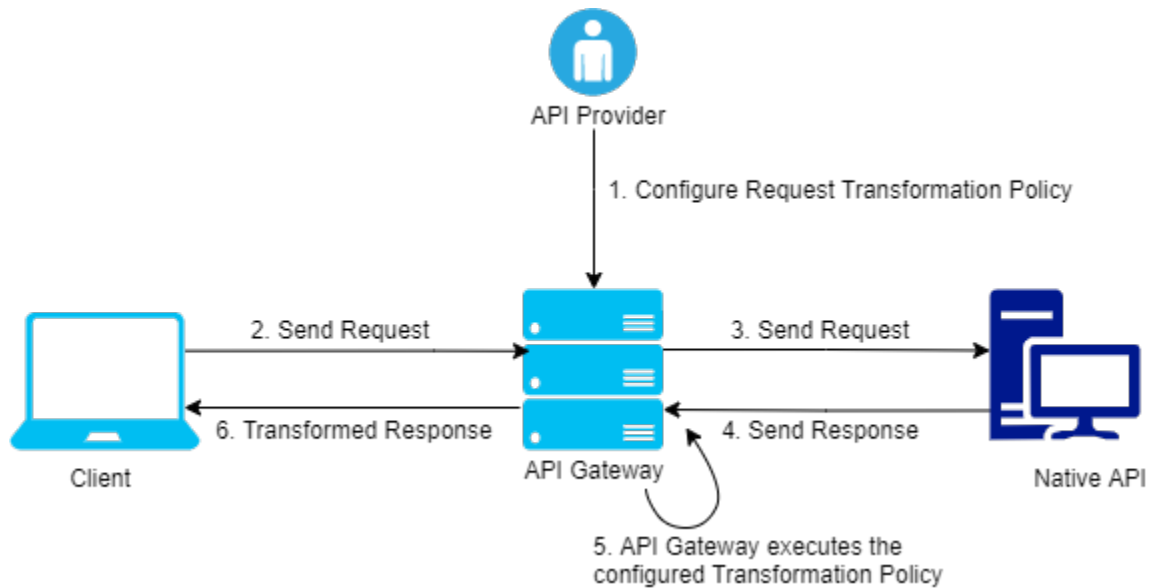 API Provider
1. Configure Request Transformation Policy
2. Send Request
3. Send Request
6. Transformed Response
4. Send Response
Client
API Gateway
Native API
5. API Gateway executes the
configured Transformation Policy